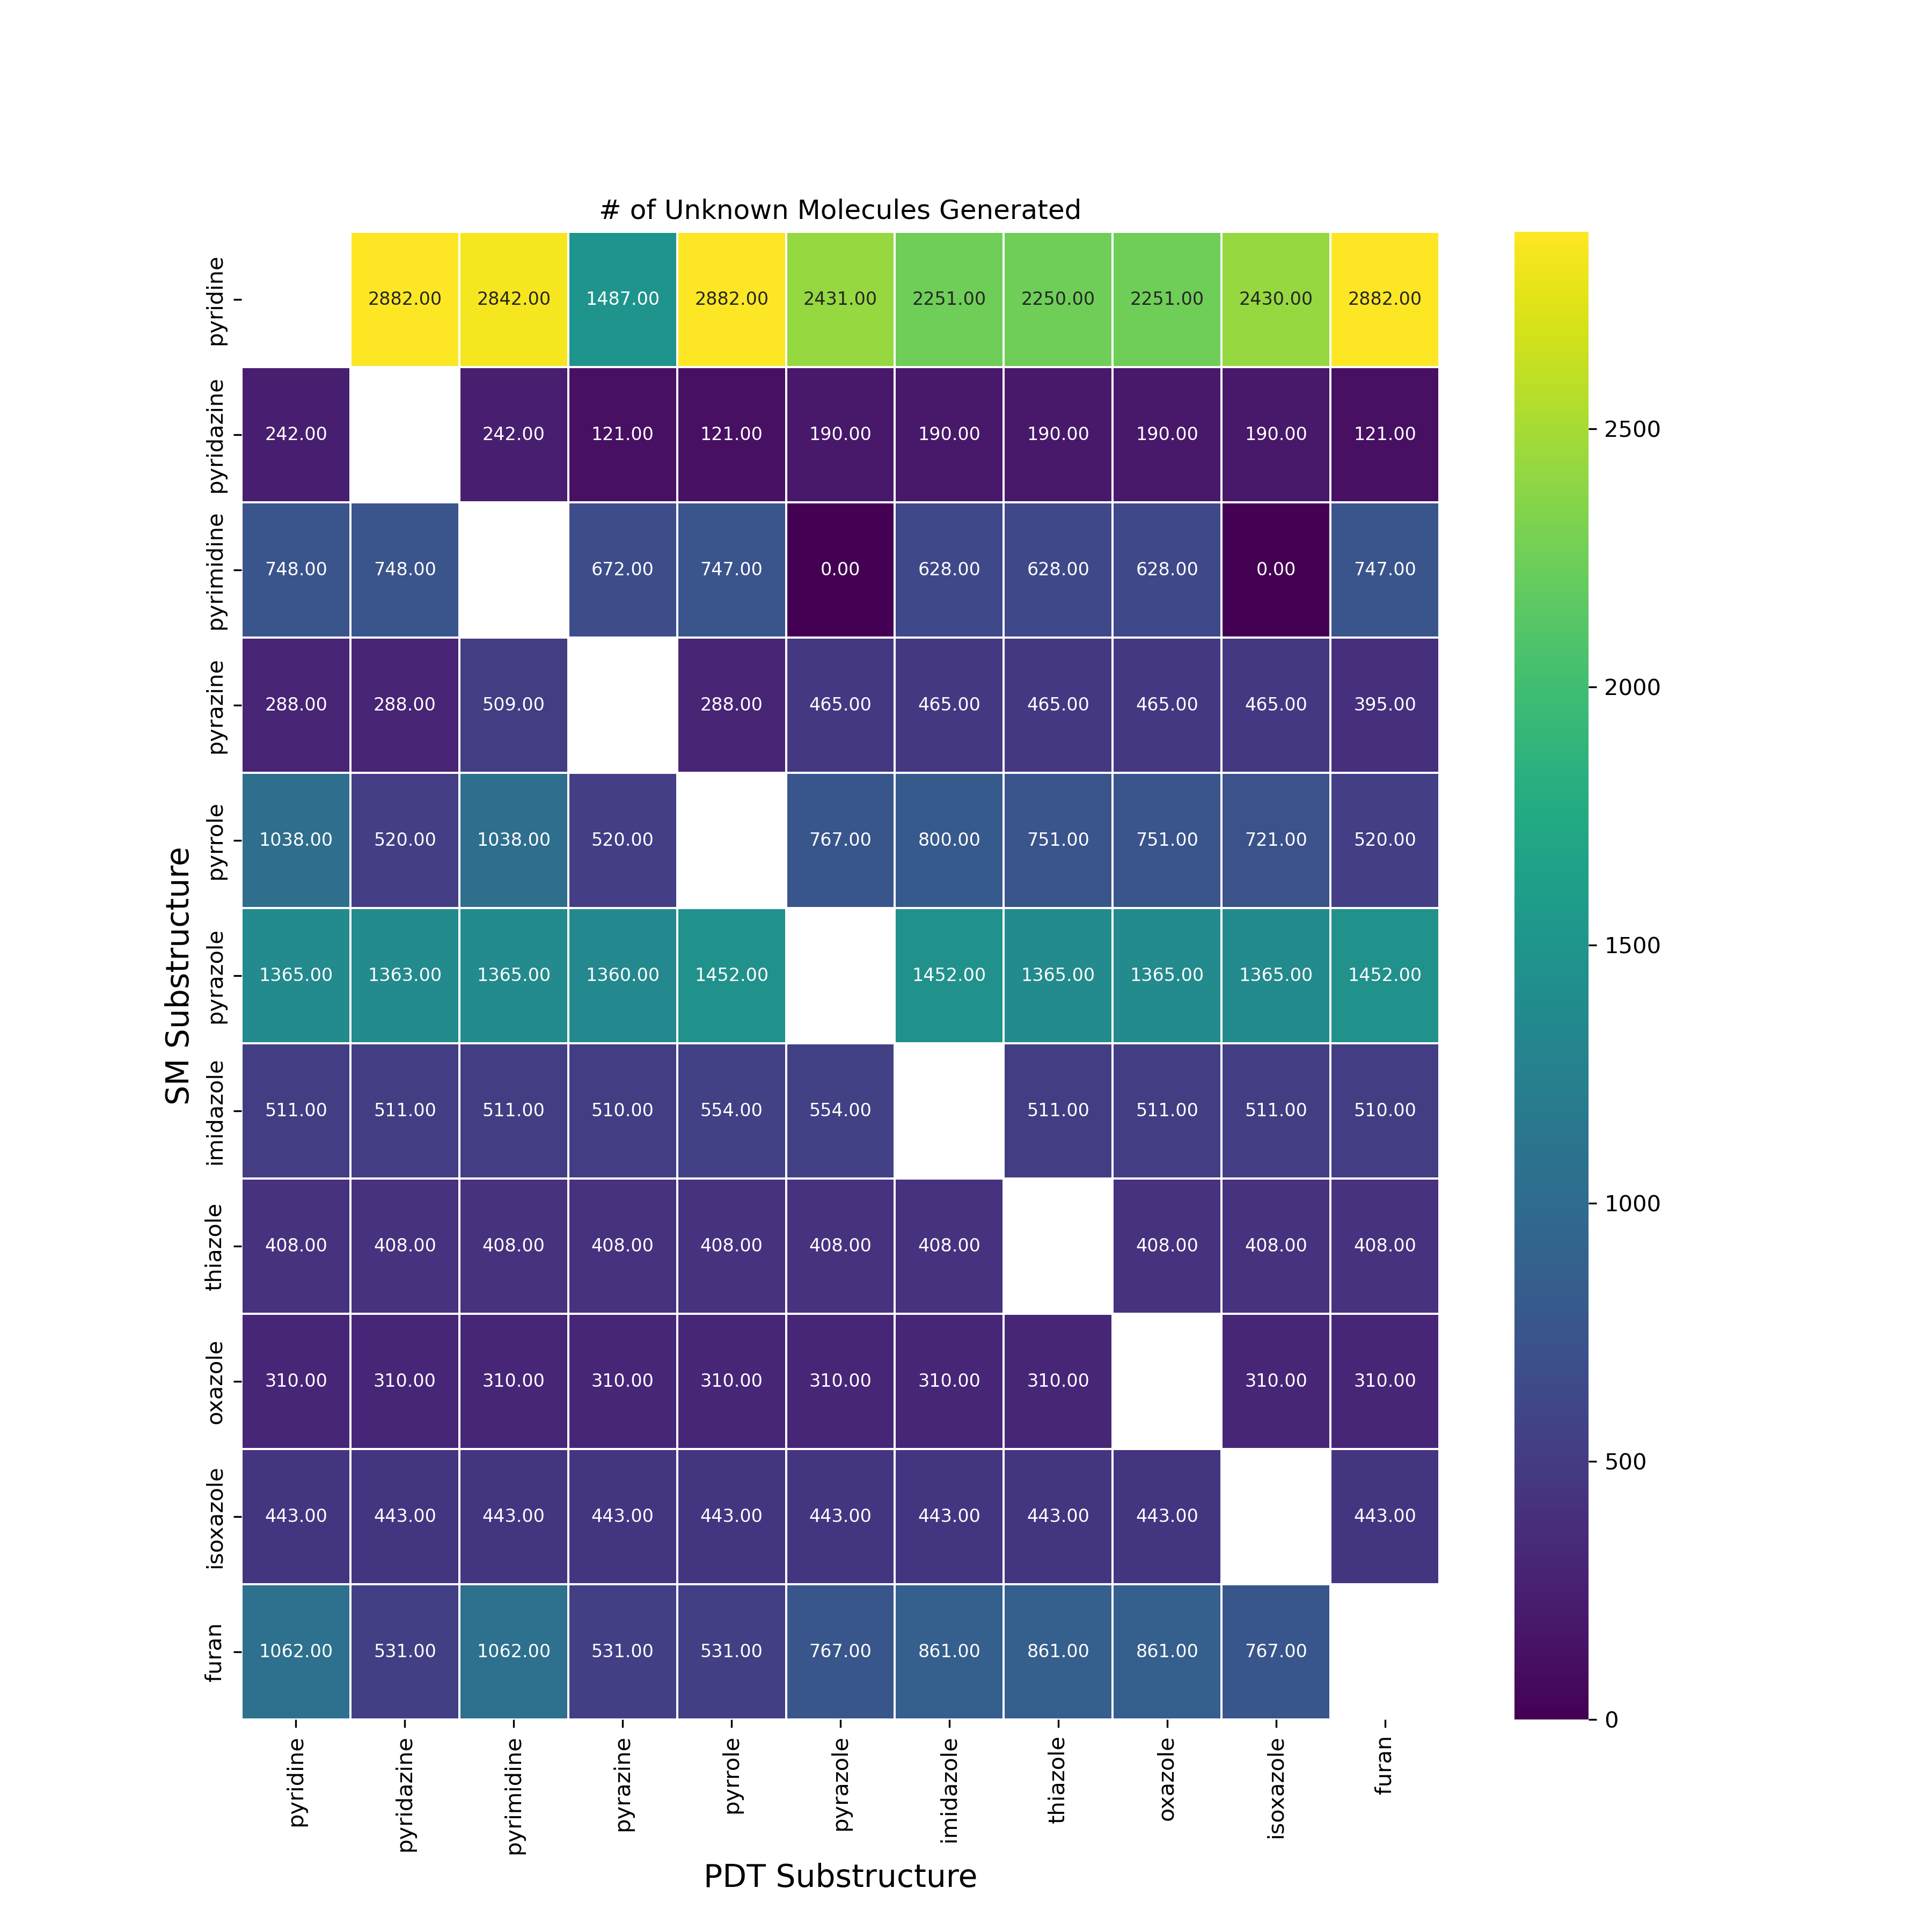 # of Unknown Molecules Generated
pyridine
2882.00 2842.00 1487.00 2882.00 2431.00 2251.00 2250.00 2251.00 2430.00 2882.00
pyridazine
242.00 242.00 121.00 121.00 190.00 190.00 190.00 190.00 190.00 121.00
pyrimidine
748.00 748.00 672.00 747.00 0.00 628.00 628.00 628.00 0.00 747.00
pyrazine
288.00 288.00 509.00 288.00 465.00 465.00 465.00 465.00 465.00 395.00
pyrrole
1038.00 520.00 1038.00 520.00 767.00 800.00 751.00 751.00 721.00 520.00
pyrazole
1365.00 1363.00 1365.00 1360.00 1452.00 1452.00 1365.00 1365.00 1365.00 1452.00
imidazole
511.00 511.00 511.00 510.00 554.00 554.00 511.00 511.00 511.00 510.00
thiazole
408.00 408.00 408.00 408.00 408.00 408.00 408.00 408.00 408.00 408.00
oxazole
310.00 310.00 310.00 310.00 310.00 310.00 310.00 310.00 310.00 310.00
isoxazole
443.00 443.00 443.00 443.00 443.00 443.00 443.00 443.00 443.00 443.00
furan
1062.00 531.00 1062.00 531.00 531.00 767.00 861.00 861.00 861.00 767.00
SM Substructure
pyridine
pyridazine
pyrimidine
pyrazine
pyrrole
pyrazole
imidazole
thiazole
oxazole
isoxazole
furan
PDT Substructure
2500
2000
1500
1000
500
0